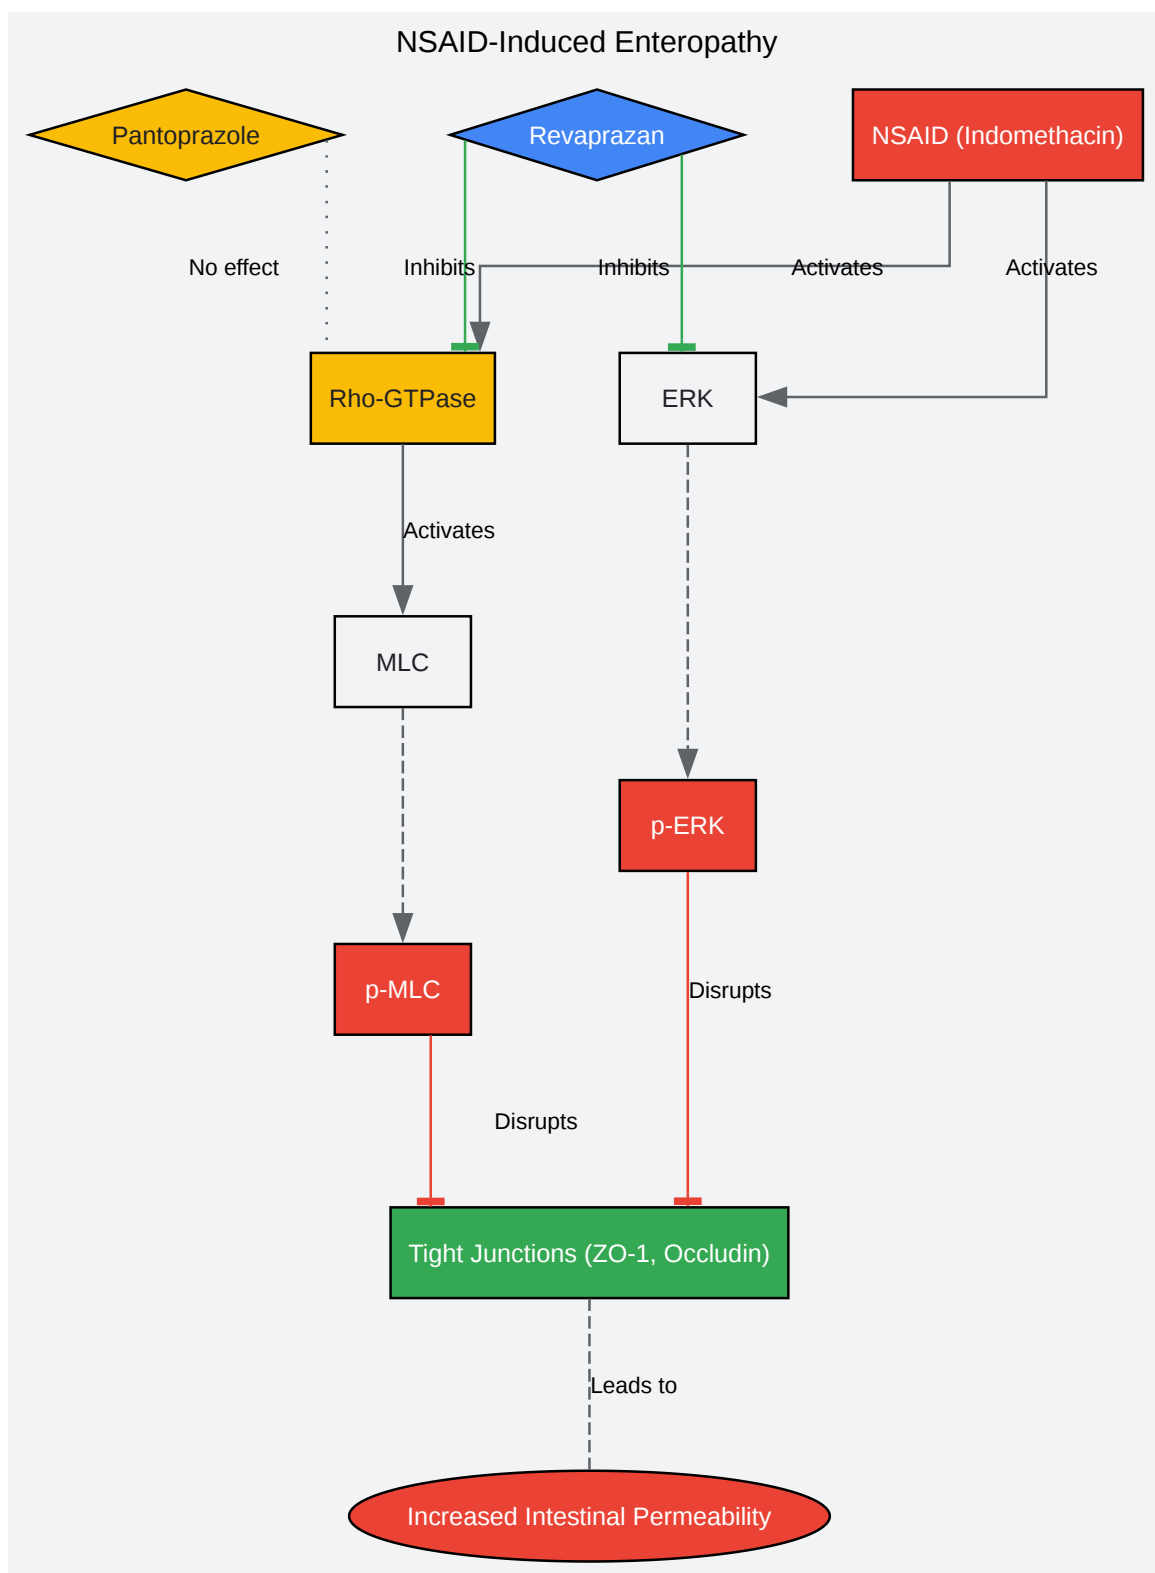 NSAID-Induced Enteropathy
Pantoprazole
Revaprazan
NSAID (Indomethacin)
No effect
Inhibits
Inhibits
Activates
Activates
Rho-GTPase
ERK
Activates
MLC
p-ERK
p-MLC
Disrupts
Disrupts
Tight Junctions (ZO-1, Occludin)
Leads to
Increased Intestinal Permeability